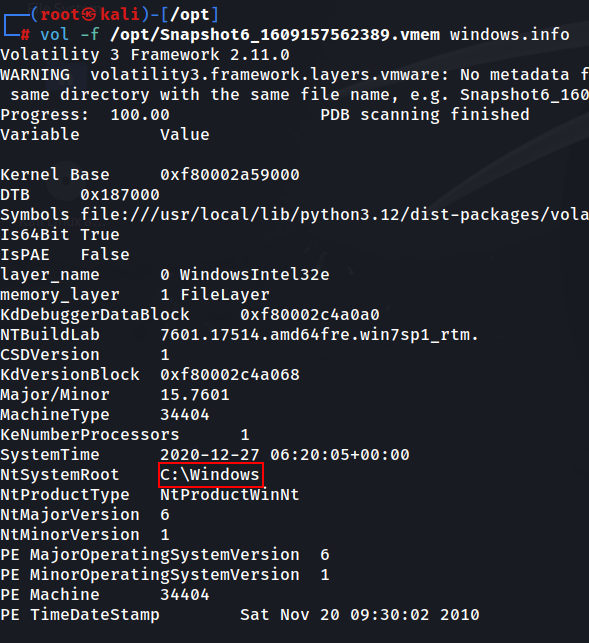 ┌──(root㉿kali)-[/opt]
└─# vol -f /opt/Snapshot6_1609157562389.vmem windows.info
Volatility 3 Framework 2.11.0
WARNING  volatility3.framework.layers.vmware: No metadata f
same directory with the same file name, e.g. Snapshot6_160
Progress:  100.00               PDB scanning finished
Variable        Value
Kernel Base     0xf80002a59000
DTB     0x187000
Symbols file:///usr/local/lib/python3.12/dist-packages/vola
Is64Bit True
IsPAE   False
layer_name      0 WindowsIntel32e
memory_layer    1 FileLayer
KdDebuggerDataBlock     0xf80002c4a0a0
NTBuildLab      7601.17514.amd64fre.win7sp1_rtm.
CSDVersion      1
KdVersionBlock  0xf80002c4a068
Major/Minor     15.7601
MachineType     34404
KeNumberProcessors      1
SystemTime      2020-12-27 06:20:05+00:00
NtSystemRoot    C:\Windows
NtProductType   NtProductWinNt
NtMajorVersion  6
NtMinorVersion  1
PE MajorOperatingSystemVersion  6
PE MinorOperatingSystemVersion  1
PE Machine      34404
PE TimeDateStamp        Sat Nov 20 09:30:02 2010